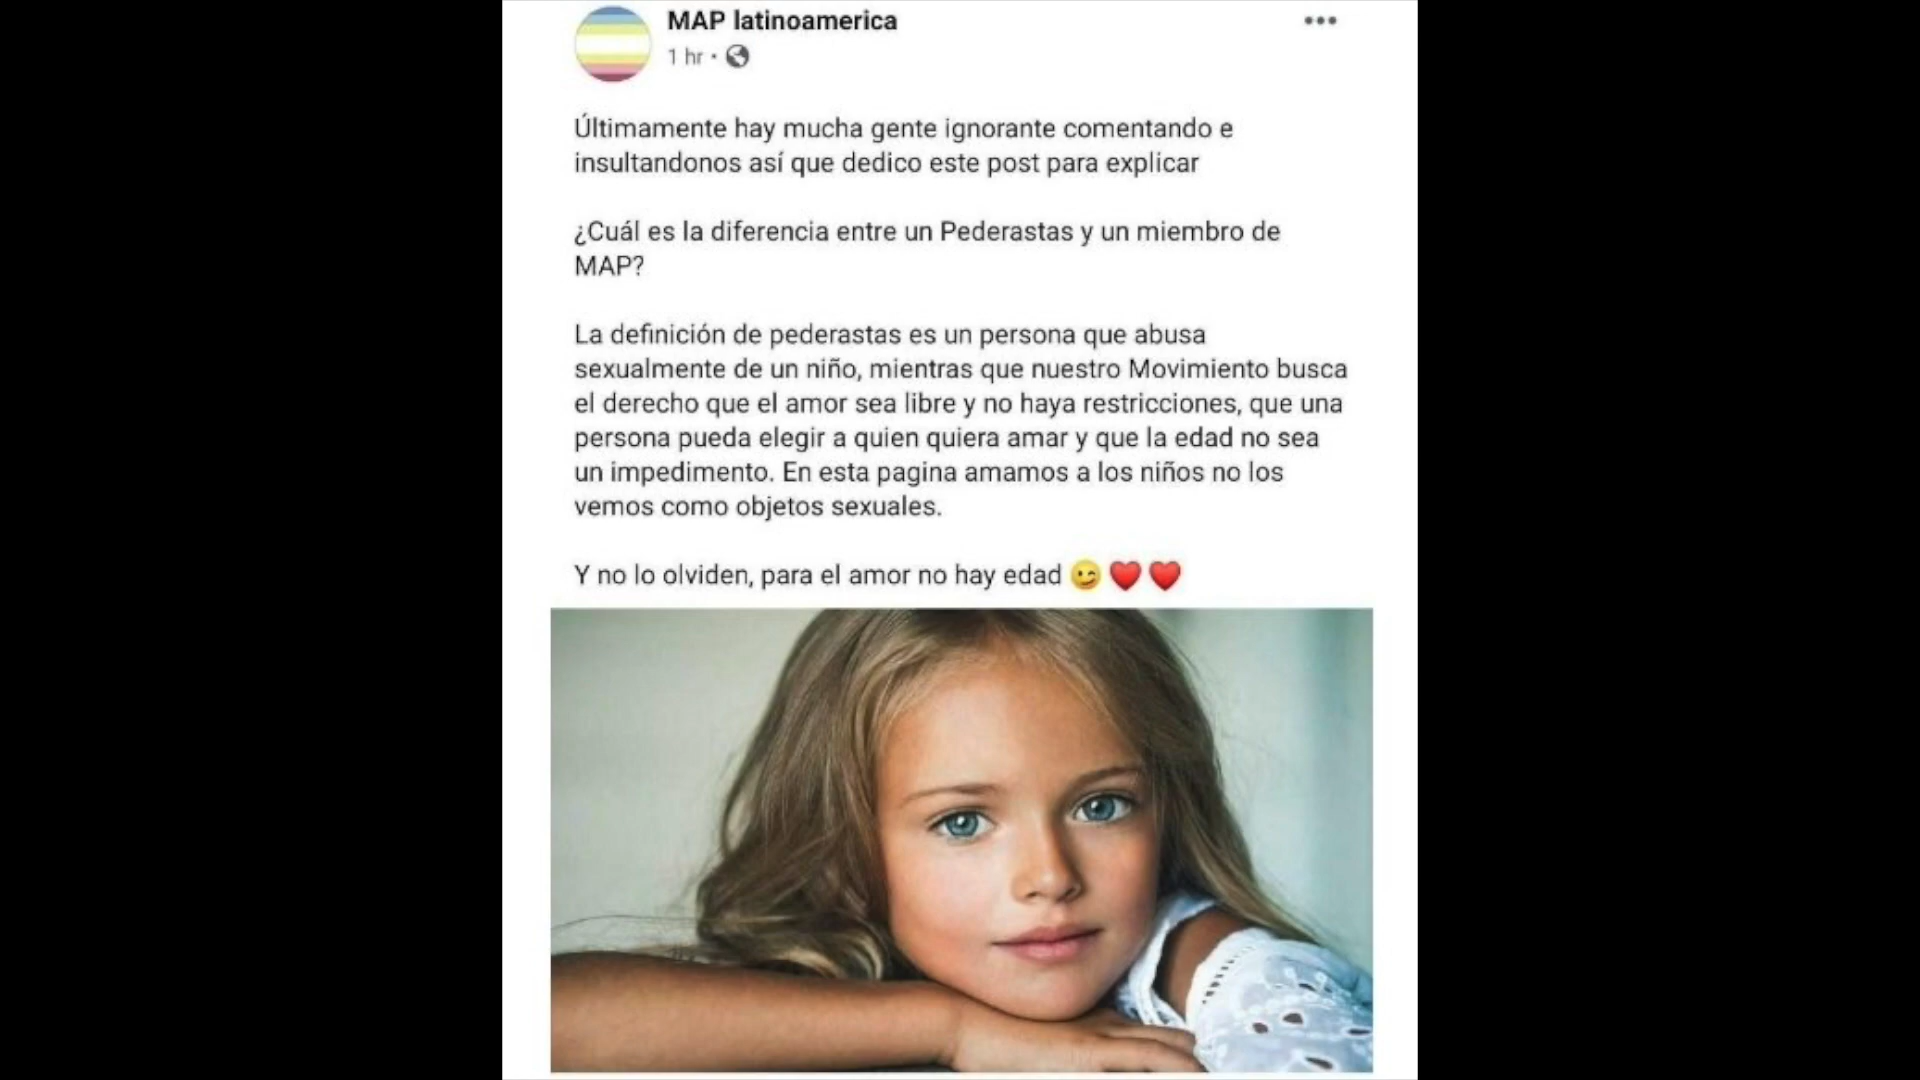 MAP latinoamerica
1 hr ·
Últimamente hay mucha gente ignorante comentando e
insultandonos así que dedico este post para explicar
¿Cuál es la diferencia entre un Pederastas y un miembro de
MAP?
La definición de pederastas es un persona que abusa
sexualmente de un niño, mientras que nuestro Movimiento busca
el derecho que el amor sea libre y no haya restricciones, que una
persona pueda elegir a quien quiera amar y que la edad no sea
un impedimento. En esta pagina amamos a los niños no los
vemos como objetos sexuales.
Y no lo olviden, para el amor no hay edad 😉❤️❤️